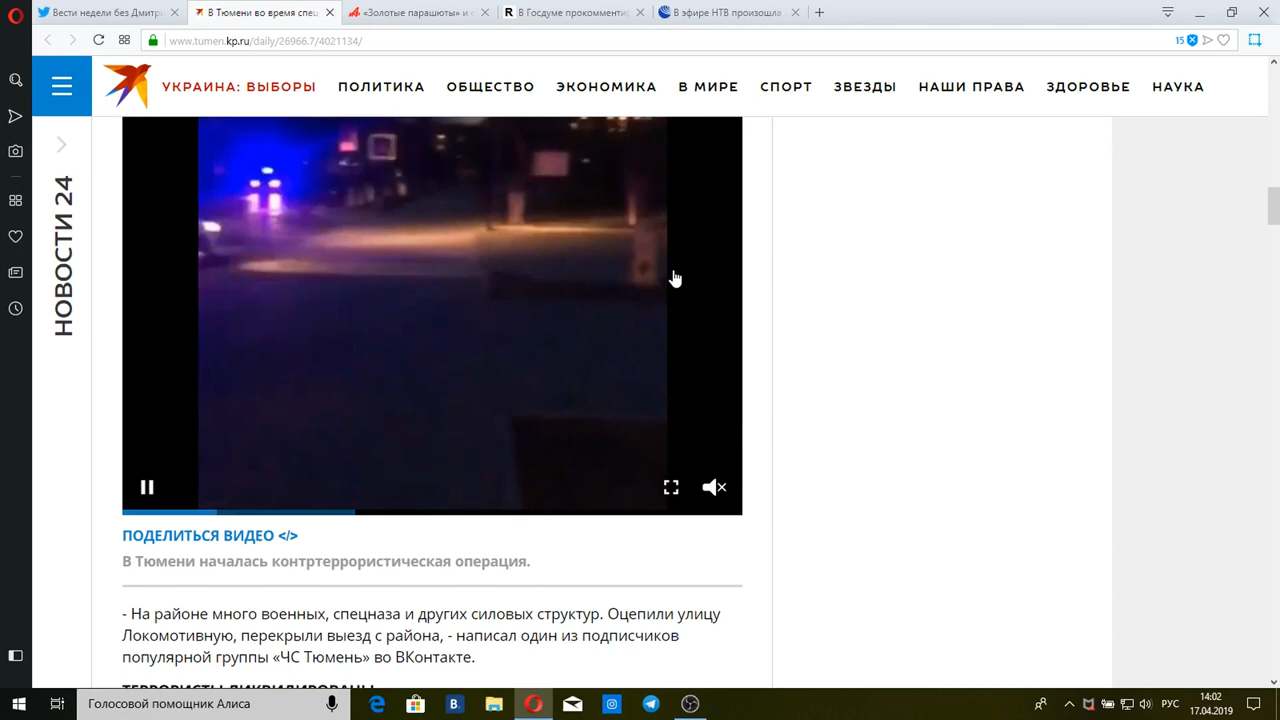 Вести недели без Дмитри
В Тюмени во время спец
«Золотые парашюты» и
R В Госдуме прокомментир
В эфире НТВ произошла
www.tumen.kp.ru/daily/26966.7/4021134/
15
УКРАИНА: ВЫБОРЫ ПОЛИТИКА ОБЩЕСТВО ЭКОНОМИКА В МИРЕ СПОРТ ЗВЕЗДЫ НАШИ ПРАВА ЗДОРОВЬЕ НАУКА
НОВОСТИ 24
ПОДЕЛИТЬСЯ ВИДЕО </>
В Тюмени началась контртеррористическая операция.
- На районе много военных, спецназа и других силовых структур. Оцепили улицу
Локомотивную, перекрыли выезд с района, - написал один из подписчиков
популярной группы «ЧС Тюмень» во ВКонтакте.
ТЕРРОРИСТЫ ЛИКВИДИРОВАНЫ
Голосовой помощник Алиса
РУС
14:02
17.04.2019